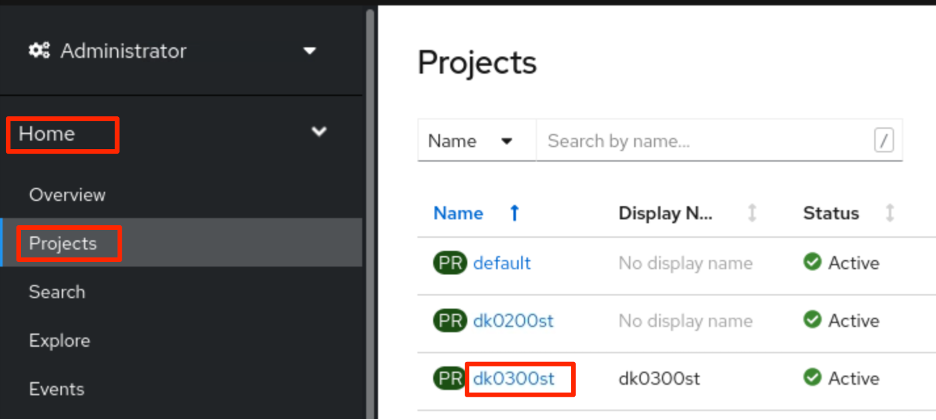 Administrator
Home
Overview
Projects
Search
Explore
Events
Projects
Name Search by name... /
Name Display N... Status
PR default No display name Active
PR dk0200st No display name Active
PR dk0300st dk0300st Active